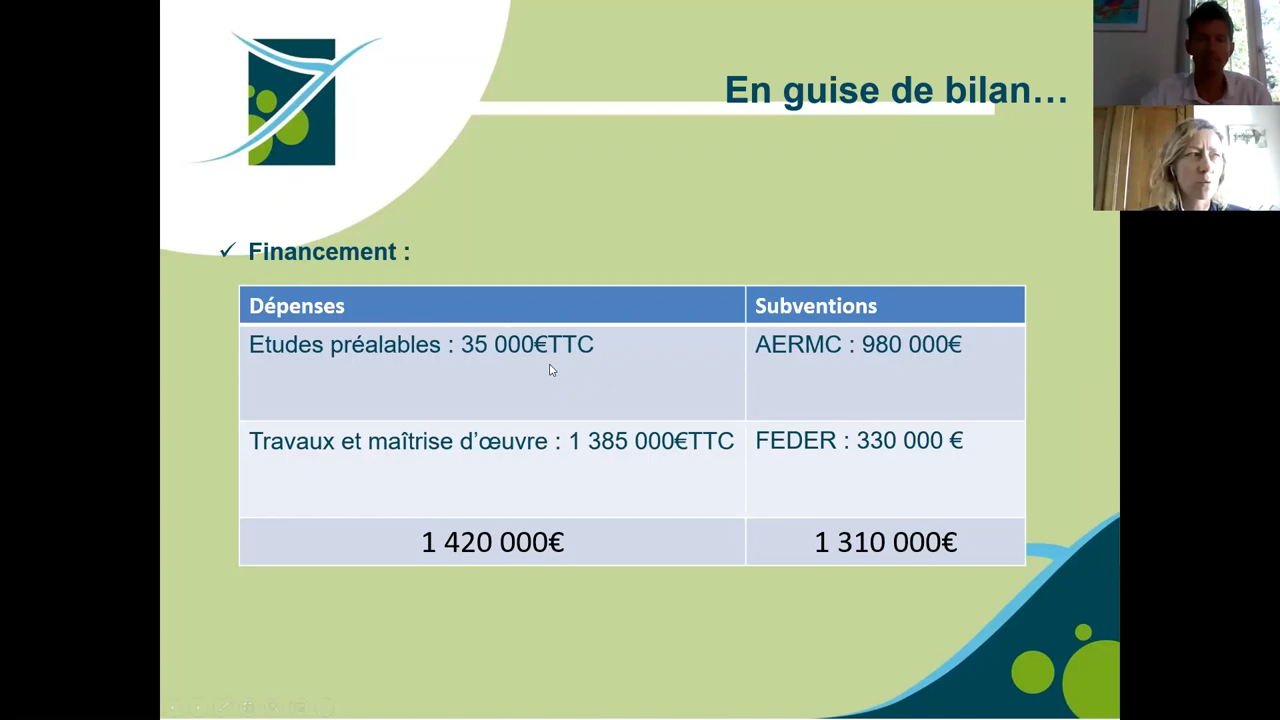 En guise de bilan…
✓ Financement :
Dépenses
Subventions
Etudes préalables : 35 000€TTC
AERMC : 980 000€
Travaux et maîtrise d’œuvre : 1 385 000€TTC
FEDER : 330 000 €
1 420 000€
1 310 000€